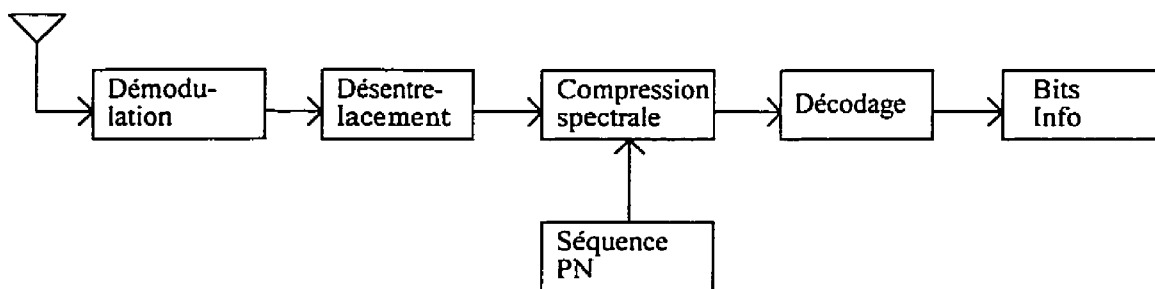 Démodu-
lation
Désentre-
lacement
Compression
spectrale
Décodage
Bits
Info
Séquence
PN